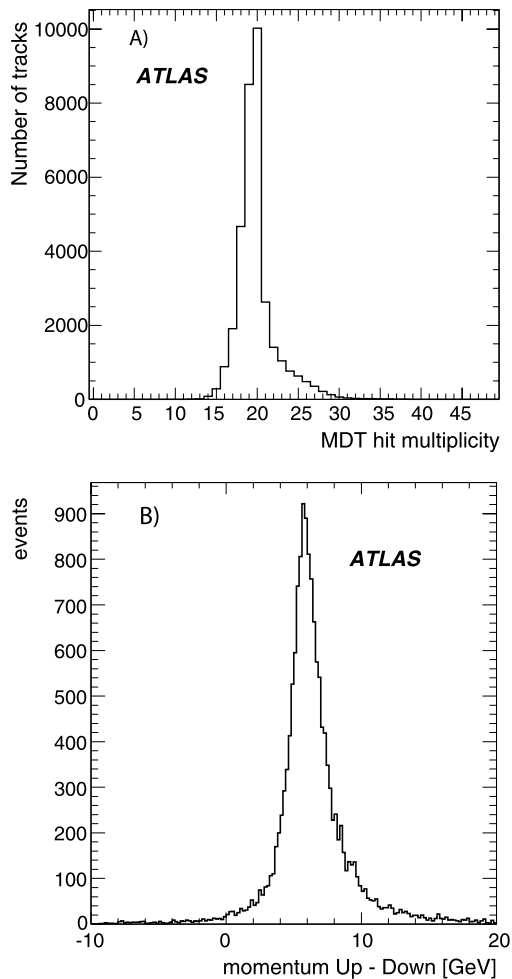 Number of tracks
A)
ATLAS
10000
8000
6000
4000
2000
0
0 5 10 15 20 25 30 35 40 45
MDT hit multiplicity
events
B)
ATLAS
900
800
700
600
500
400
300
200
100
0
-10 0 10 20
momentum Up - Down [GeV]